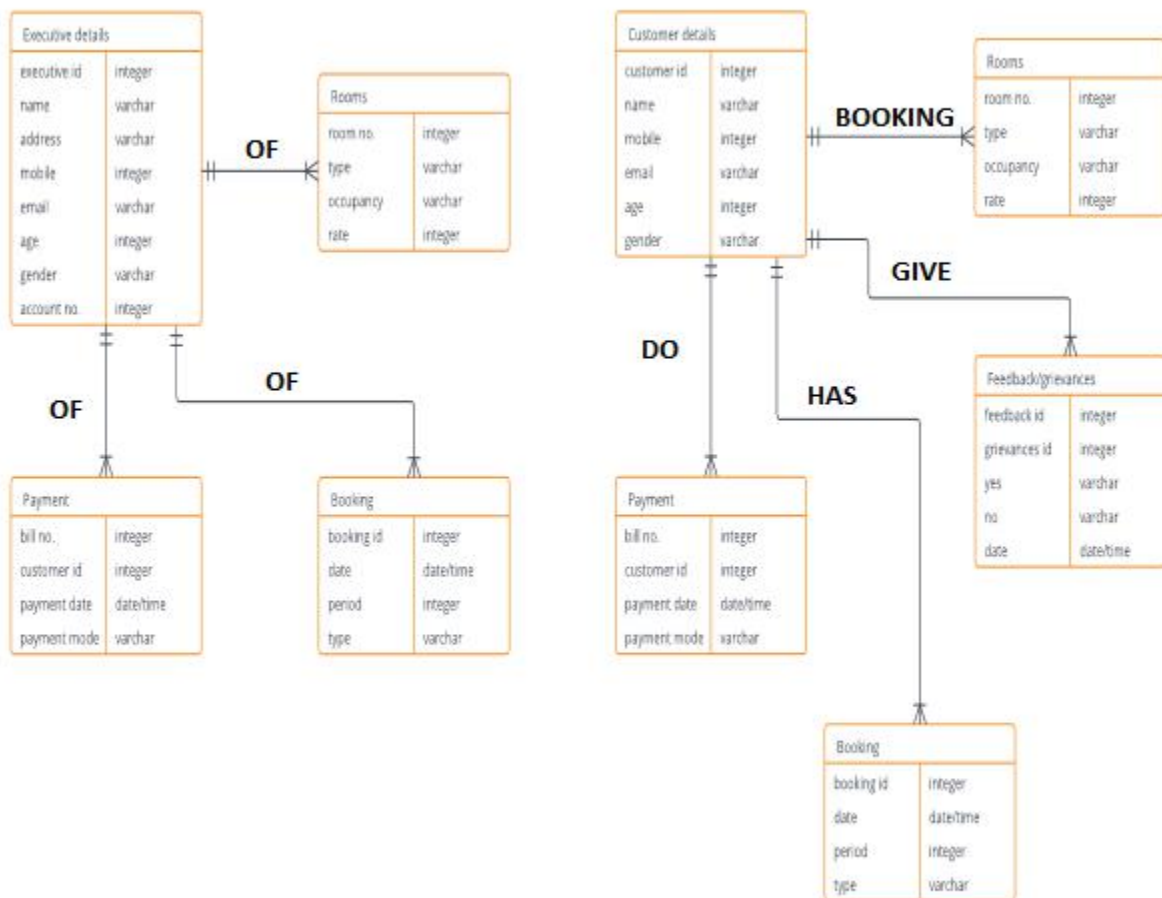 Executive details
executive id integer
name varchar
address varchar
mobile integer
email varchar
age integer
gender varchar
account no. integer
OF
Rooms
room no. integer
type varchar
occupancy varchar
rate integer
OF
Payment
bill no. integer
customer id integer
payment date date/time
payment mode varchar
OF
Booking
booking id integer
date date/time
period integer
type varchar
Customer details
customer id integer
name varchar
mobile integer
email varchar
age integer
gender varchar
BOOKING
Rooms
room no. integer
type varchar
occupancy varchar
rate integer
GIVE
Feedback/grievances
feedback id integer
grievances id integer
yes varchar
no varchar
date date/time
DO
Payment
bill no. integer
customer id integer
payment date date/time
payment mode varchar
HAS
Booking
booking id integer
date date/time
period integer
type varchar